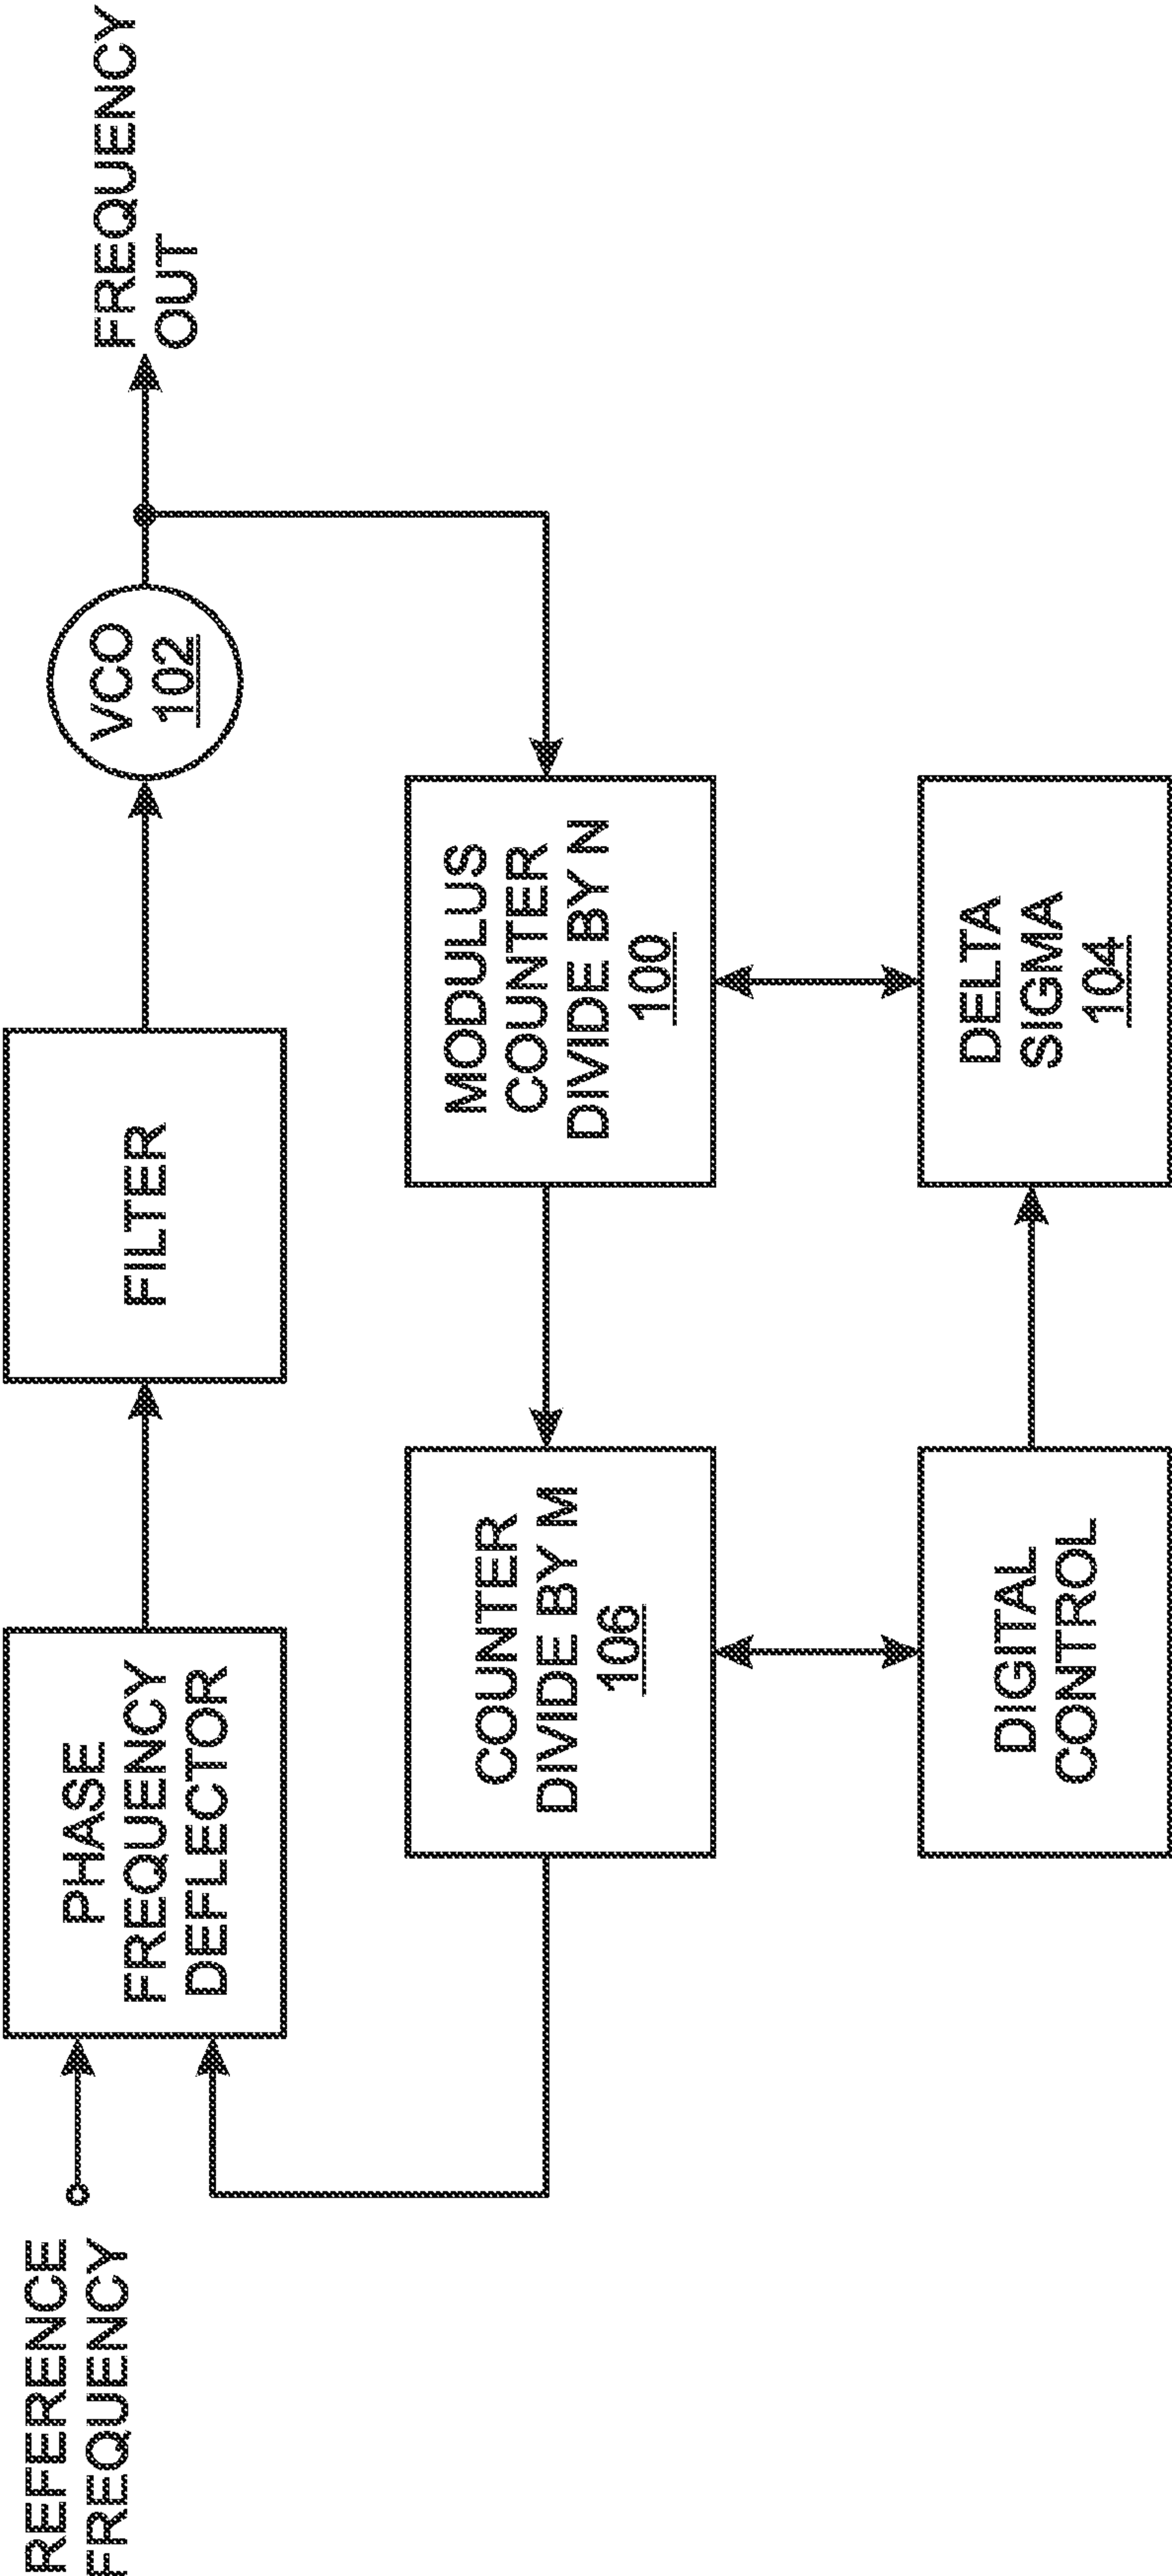 REFERENCE
FREQUENCY
PHASE
FREQUENCY
DEFLECTOR
FILTER
VCO
102
FREQUENCY
OUT
COUNTER
DIVIDE BY M
106
MODULUS
COUNTER
DIVIDE BY N
100
DIGITAL
CONTROL
DELTA
SIGMA
104